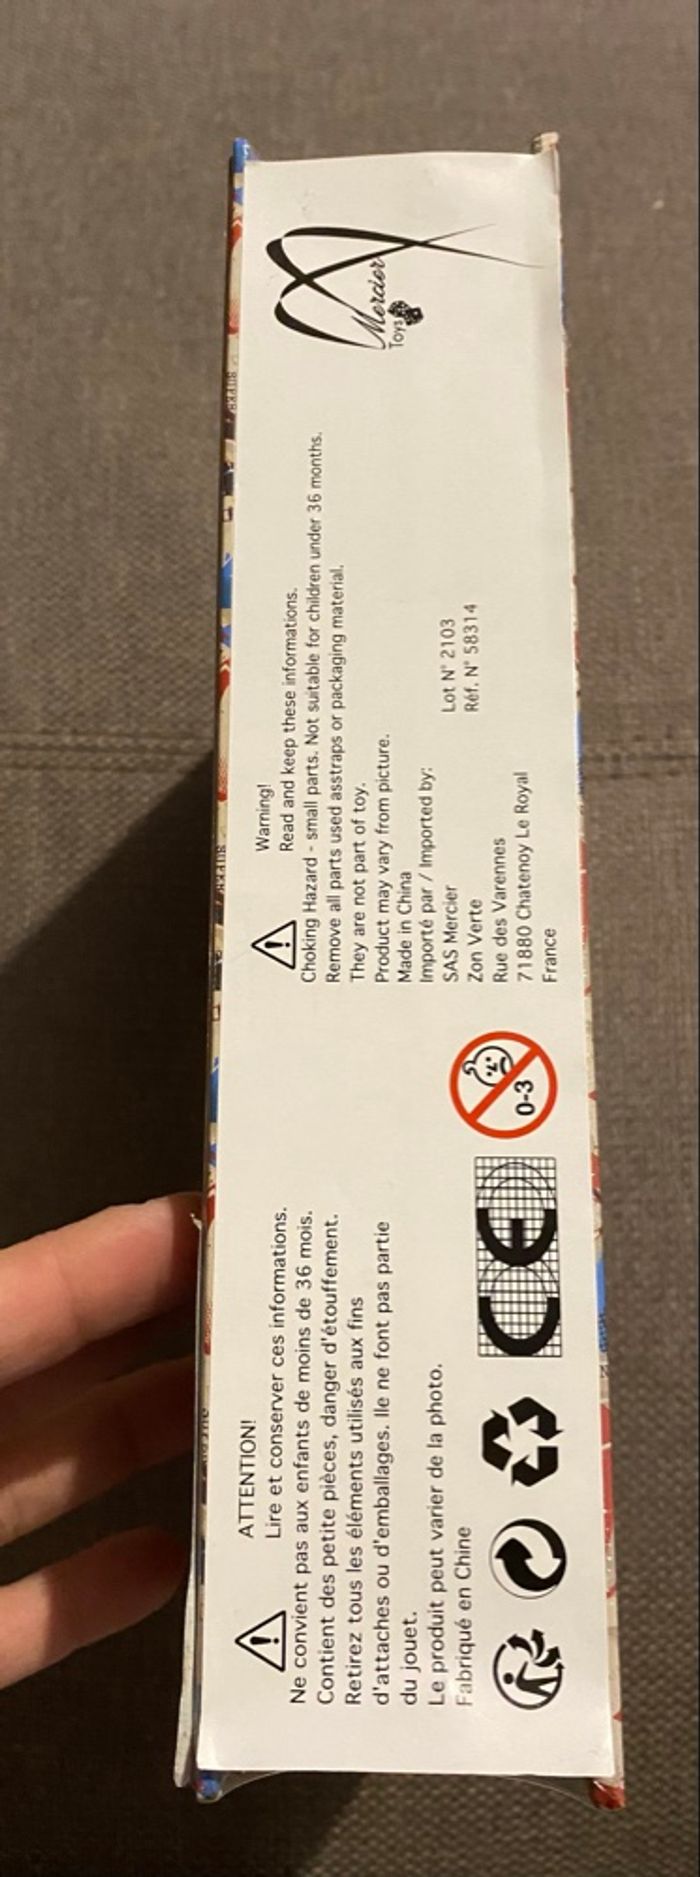 ATTENTION!
Lire et conserver ces informations.
Ne convient pas aux enfants de moins de 36 mois.
Contient des petite pièces, danger d'étouffement.
Retirez tous les éléments utilisés aux fins
d'attaches ou d'emballages. Ile ne font pas partie
du jouet.
Le produit peut varier de la photo.
Fabriqué en Chine
CE
0-3
Warning!
Read and keep these informations.
Choking Hazard - small parts. Not suitable for children under 36 months.
Remove all parts used asstraps or packaging material.
They are not part of toy.
Product may vary from picture.
Made in China
Importé par / Imported by:
SAS Mercier
Zon Verte
Rue des Varennes
71880 Chatenoy Le Royal
France
Lot N° 2103
Réf. N° 58314
Mercier
Toys